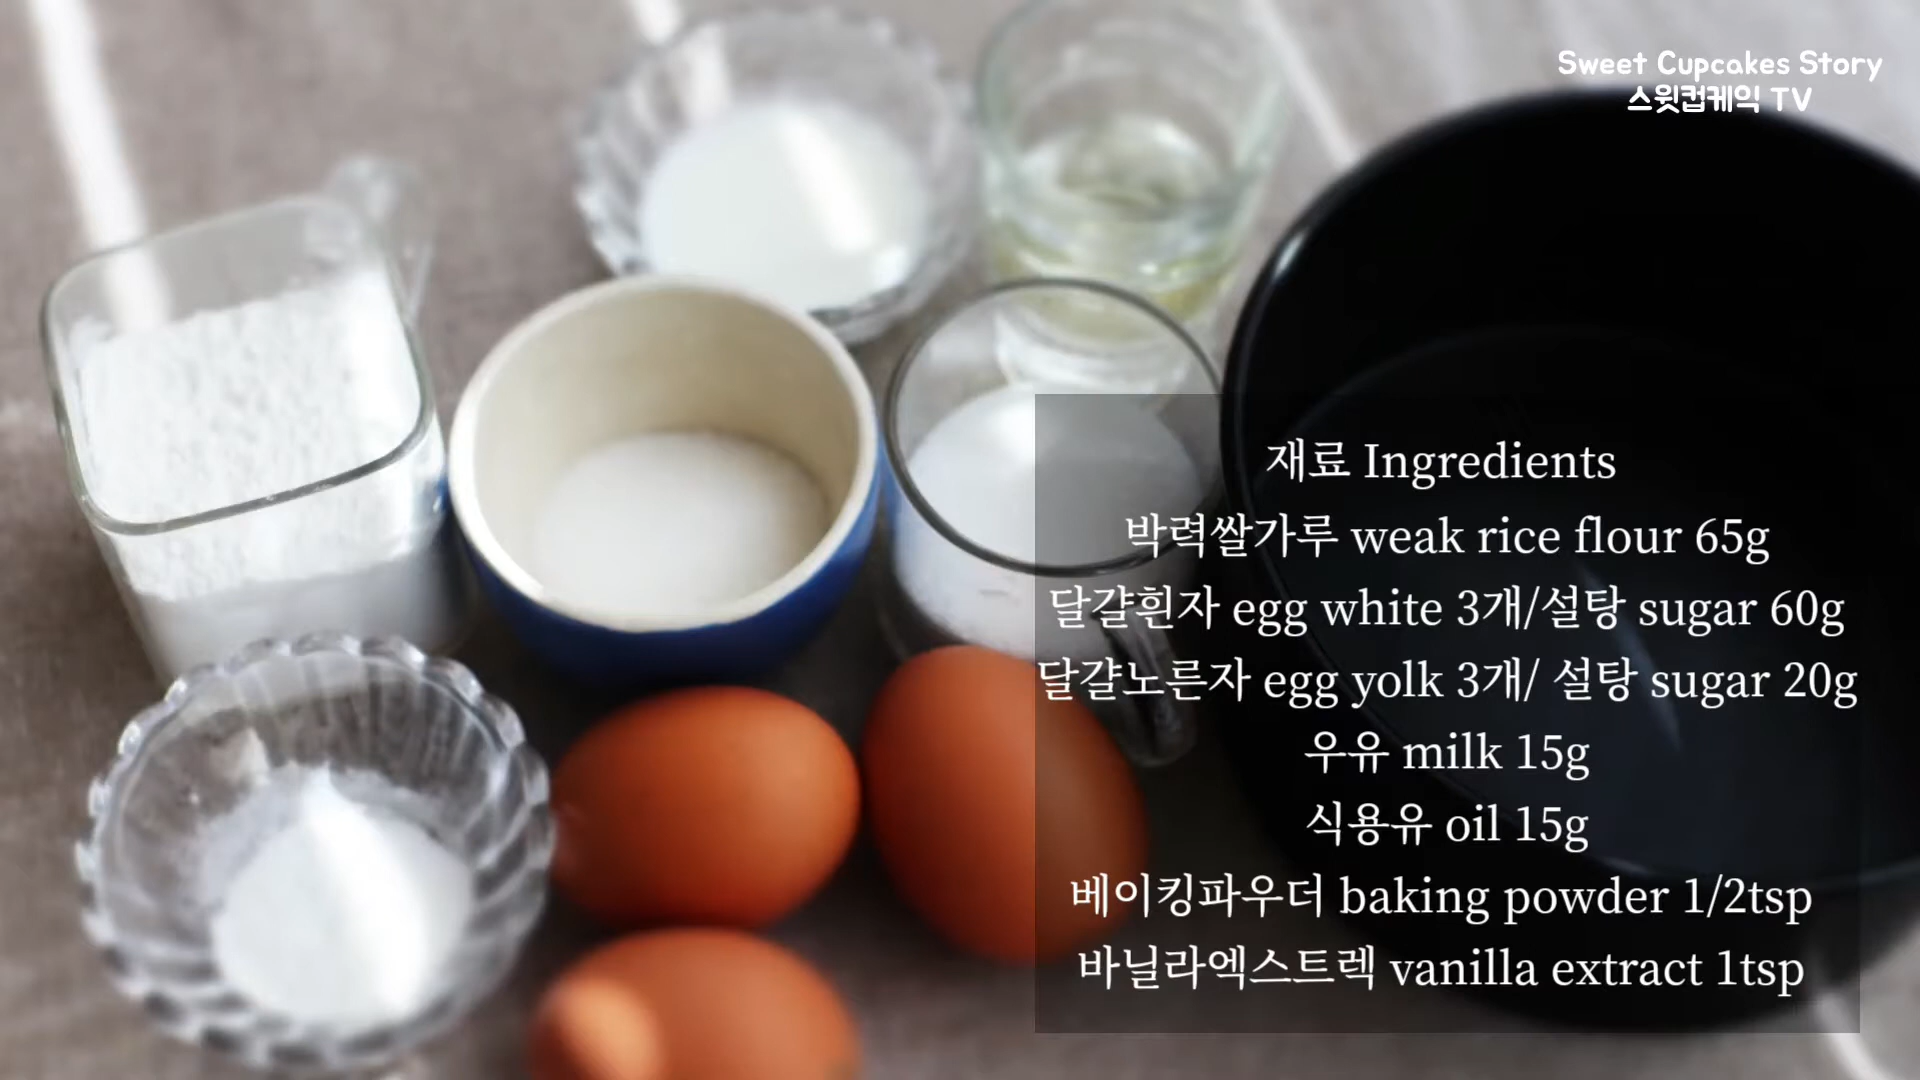 Sweet Cupcakes Story
스윗컵케익 TV
재료 Ingredients
박력쌀가루 weak rice flour 65g
달걀흰자 egg white 3개/설탕 sugar 60g
달걀노른자 egg yolk 3개/ 설탕 sugar 20g
우유 milk 15g
식용유 oil 15g
베이킹파우더 baking powder 1/2tsp
바닐라엑스트렉 vanilla extract 1tsp